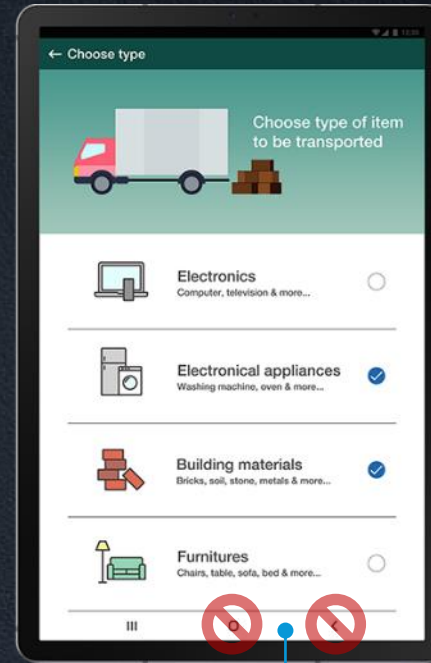 ← Choose type
Choose type of item
to be transported
Electronics
Computer, television & more...
Electronical appliances
Washing machine, oven & more...
Building materials
Bricks, soil, stone, metals & more...
Furnitures
Chairs, table, sofa, bed & more...